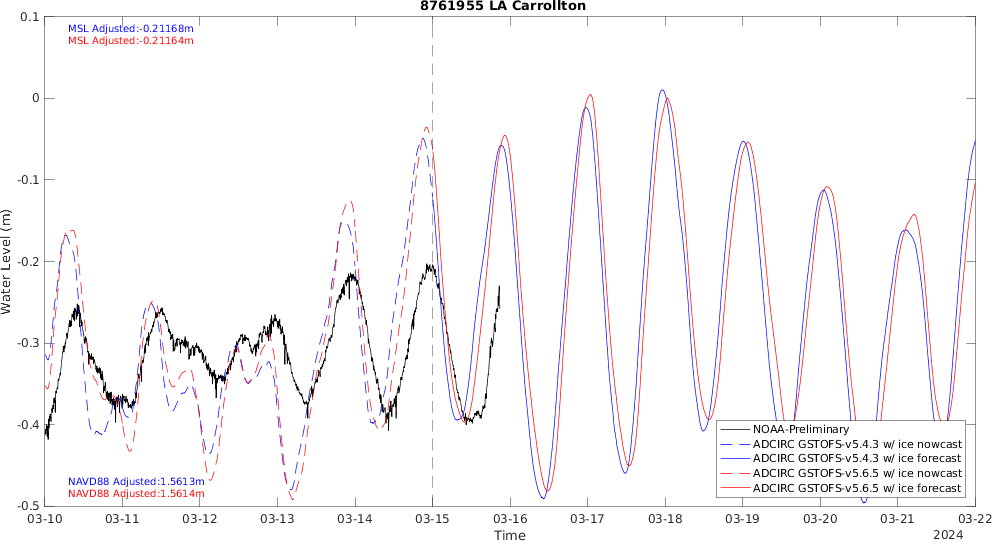 8761955 LA Carrollton
MSL Adjusted:-0.21168m
MSL Adjusted:-0.21164m
0.1
0
-0.1
-0.2
-0.3
-0.4
-0.5
Water Level (m)
NAVD88 Adjusted:1.5613m
NAVD88 Adjusted:1.5614m
NOAA-Preliminary
ADCIRC GSTOFS-v5.4.3 w/ ice nowcast
ADCIRC GSTOFS-v5.4.3 w/ ice forecast
ADCIRC GSTOFS-v5.6.5 w/ ice nowcast
ADCIRC GSTOFS-v5.6.5 w/ ice forecast
03-10 03-11 03-12 03-13 03-14 03-15 03-16 03-17 03-18 03-19 03-20 03-21 03-22
Time
2024